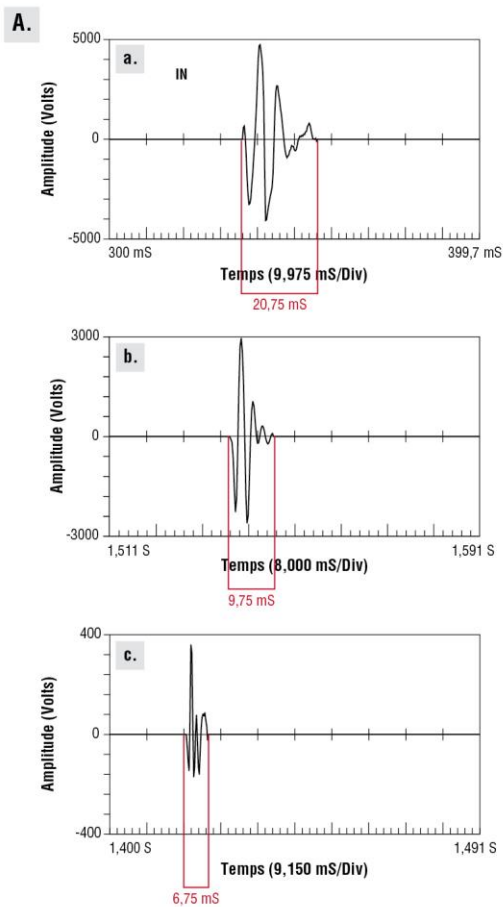 A.
a.
IN
Amplitude (Volts)
5000
0
-5000
300 mS
399,7 mS
Temps (9,975 mS/Div)
20,75 mS
b.
Amplitude (Volts)
3000
0
-3000
1,511 S
1,591 S
Temps (8,000 mS/Div)
9,75 mS
c.
Amplitude (Volts)
400
0
-400
1,400 S
1,491 S
Temps (9,150 mS/Div)
6,75 mS